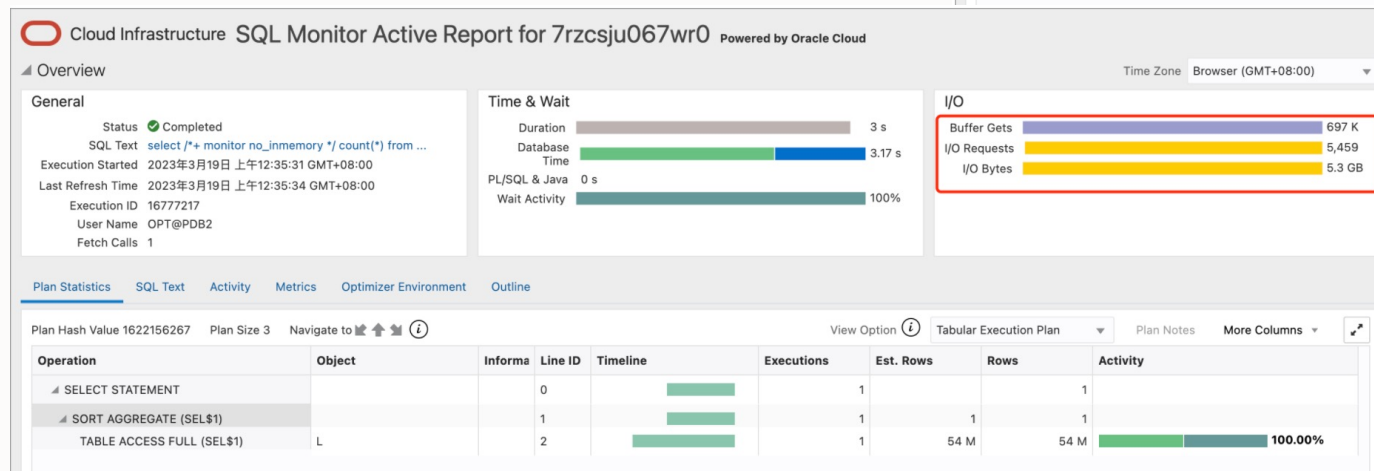 Cloud Infrastructure SQL Monitor Active Report for 7rzcsju067wr0 Powered by Oracle Cloud
Overview
Time Zone Browser (GMT+08:00)
General
Status Completed
SQL Text select /*+ monitor no_inmemory */ count(*) from ...
Execution Started 2023年3月19日 上午12:35:31 GMT+08:00
Last Refresh Time 2023年3月19日 上午12:35:34 GMT+08:00
Execution ID 16777217
User Name OPT@PDB2
Fetch Calls 1
Time & Wait
Duration 3 s
Database Time 3.17 s
PL/SQL & Java 0 s
Wait Activity 100%
I/O
Buffer Gets 697 K
I/O Requests 5,459
I/O Bytes 5.3 GB
Plan Statistics SQL Text Activity Metrics Optimizer Environment Outline
Plan Hash Value 1622156267 Plan Size 3 Navigate to View Option Tabular Execution Plan Plan Notes More Columns
Operation Object Informa Line ID Timeline Executions Est. Rows Rows Activity
SELECT STATEMENT 0 1 1
SORT AGGREGATE (SEL$1) 1 1 1 1
TABLE ACCESS FULL (SEL$1) L 2 1 54 M 54 M 100.00%